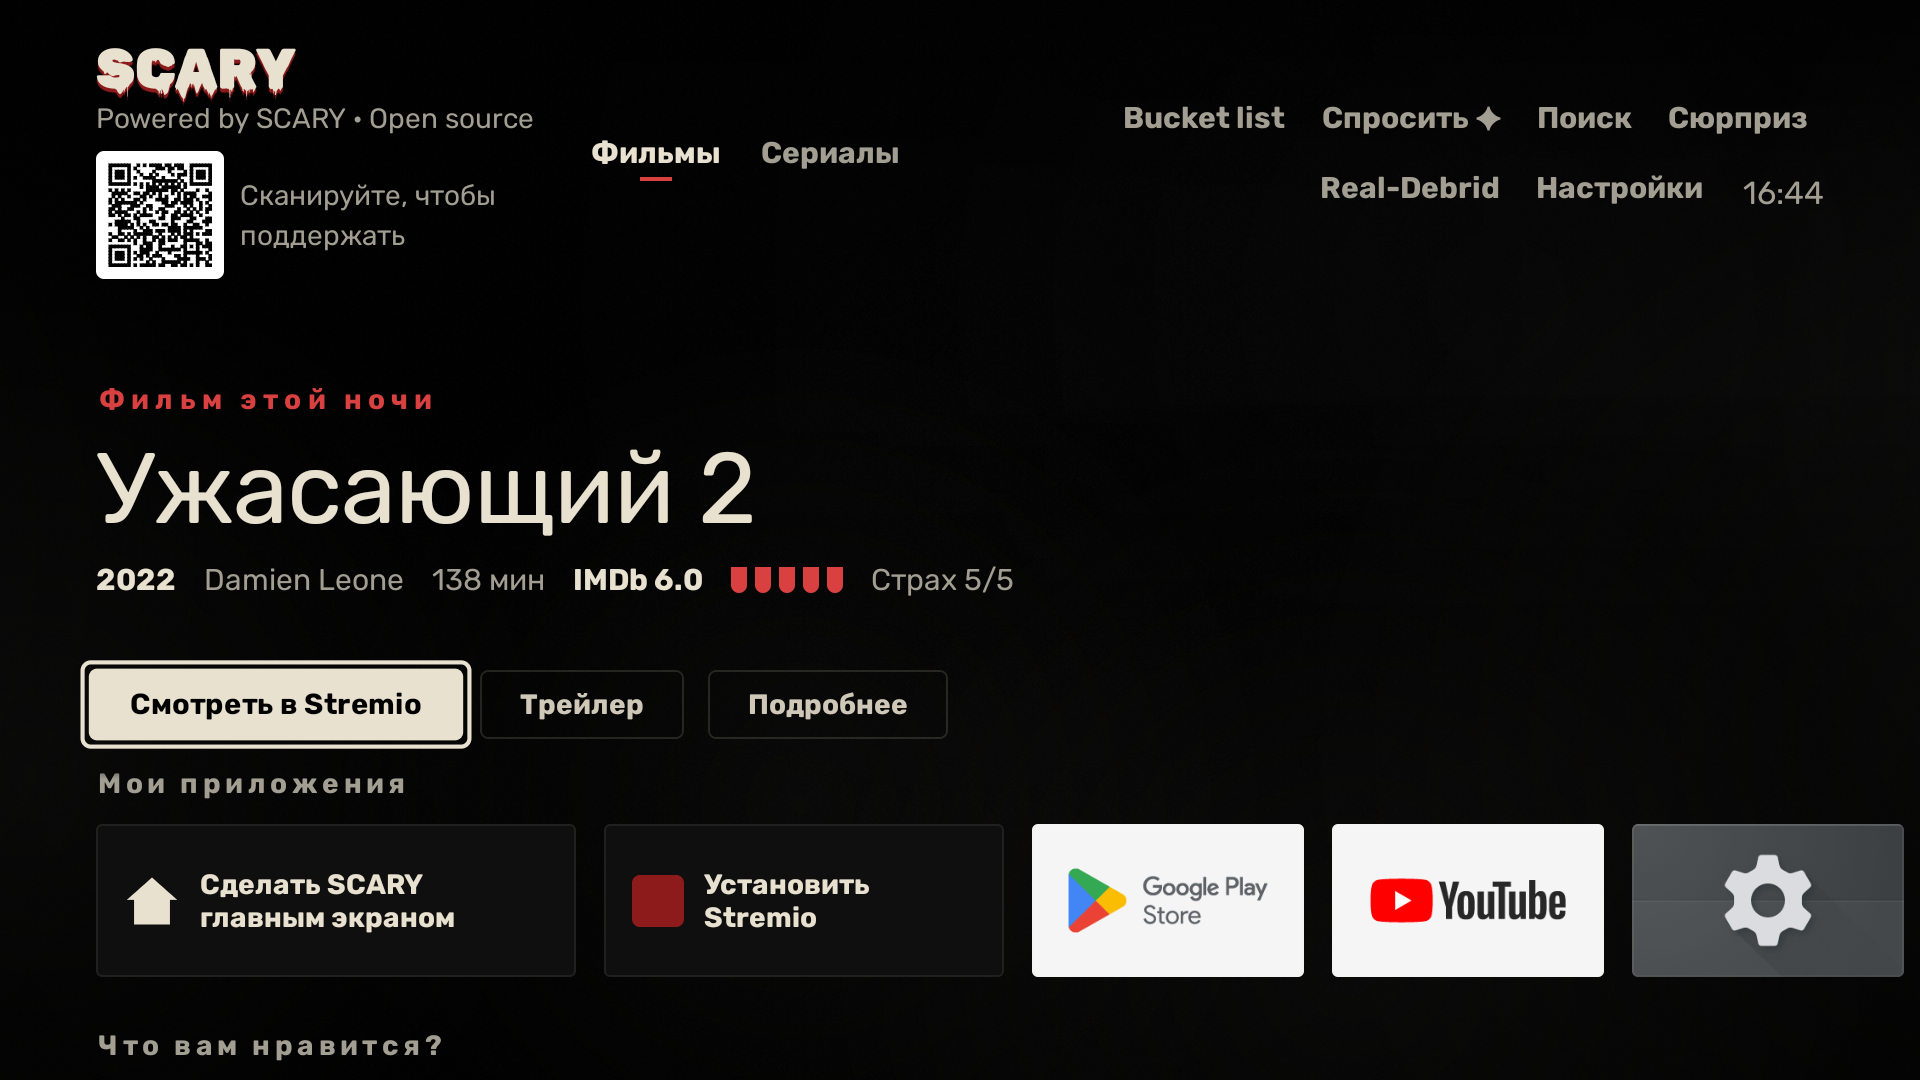 SCARY
Powered by SCARY • Open source
Сканируйте, чтобы
поддержать
Фильмы Сериалы
Bucket list Спросить Поиск Сюрприз
Real-Debrid Настройки 16:44
Фильм этой ночи
Ужасающий 2
2022 Damien Leone 138 мин IMDb 6.0 Страх 5/5
Смотреть в Stremio Трейлер Подробнее
Мои приложения
Сделать SCARY
главным экраном
Установить
Stremio
Google Play
Store
YouTube
Что вам нравится?